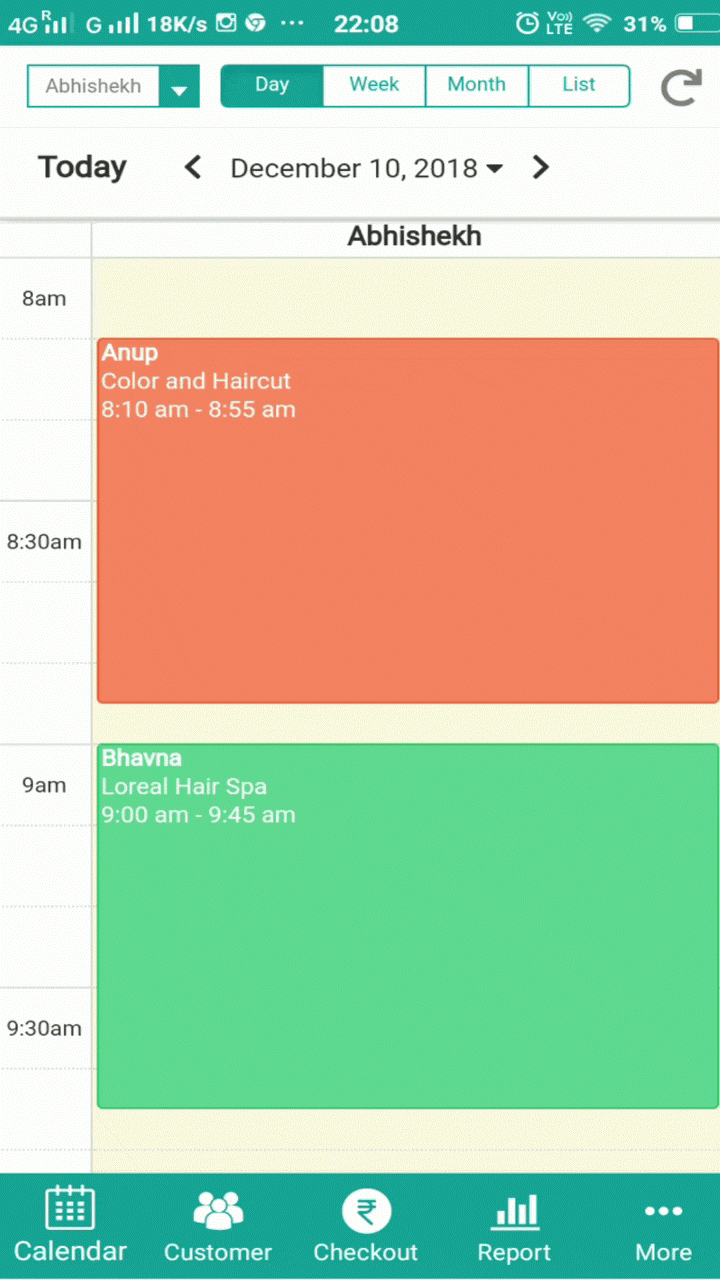 4G R G 18K/s ... 22:08 Vo) LTE 31%
Abhishekh Day Week Month List
Today December 10, 2018
Abhishekh
8am
Anup
Color and Haircut
8:10 am - 8:55 am
8:30am
Bhavna
9am
Loreal Hair Spa
9:00 am - 9:45 am
9:30am
Calendar Customer Checkout Report More